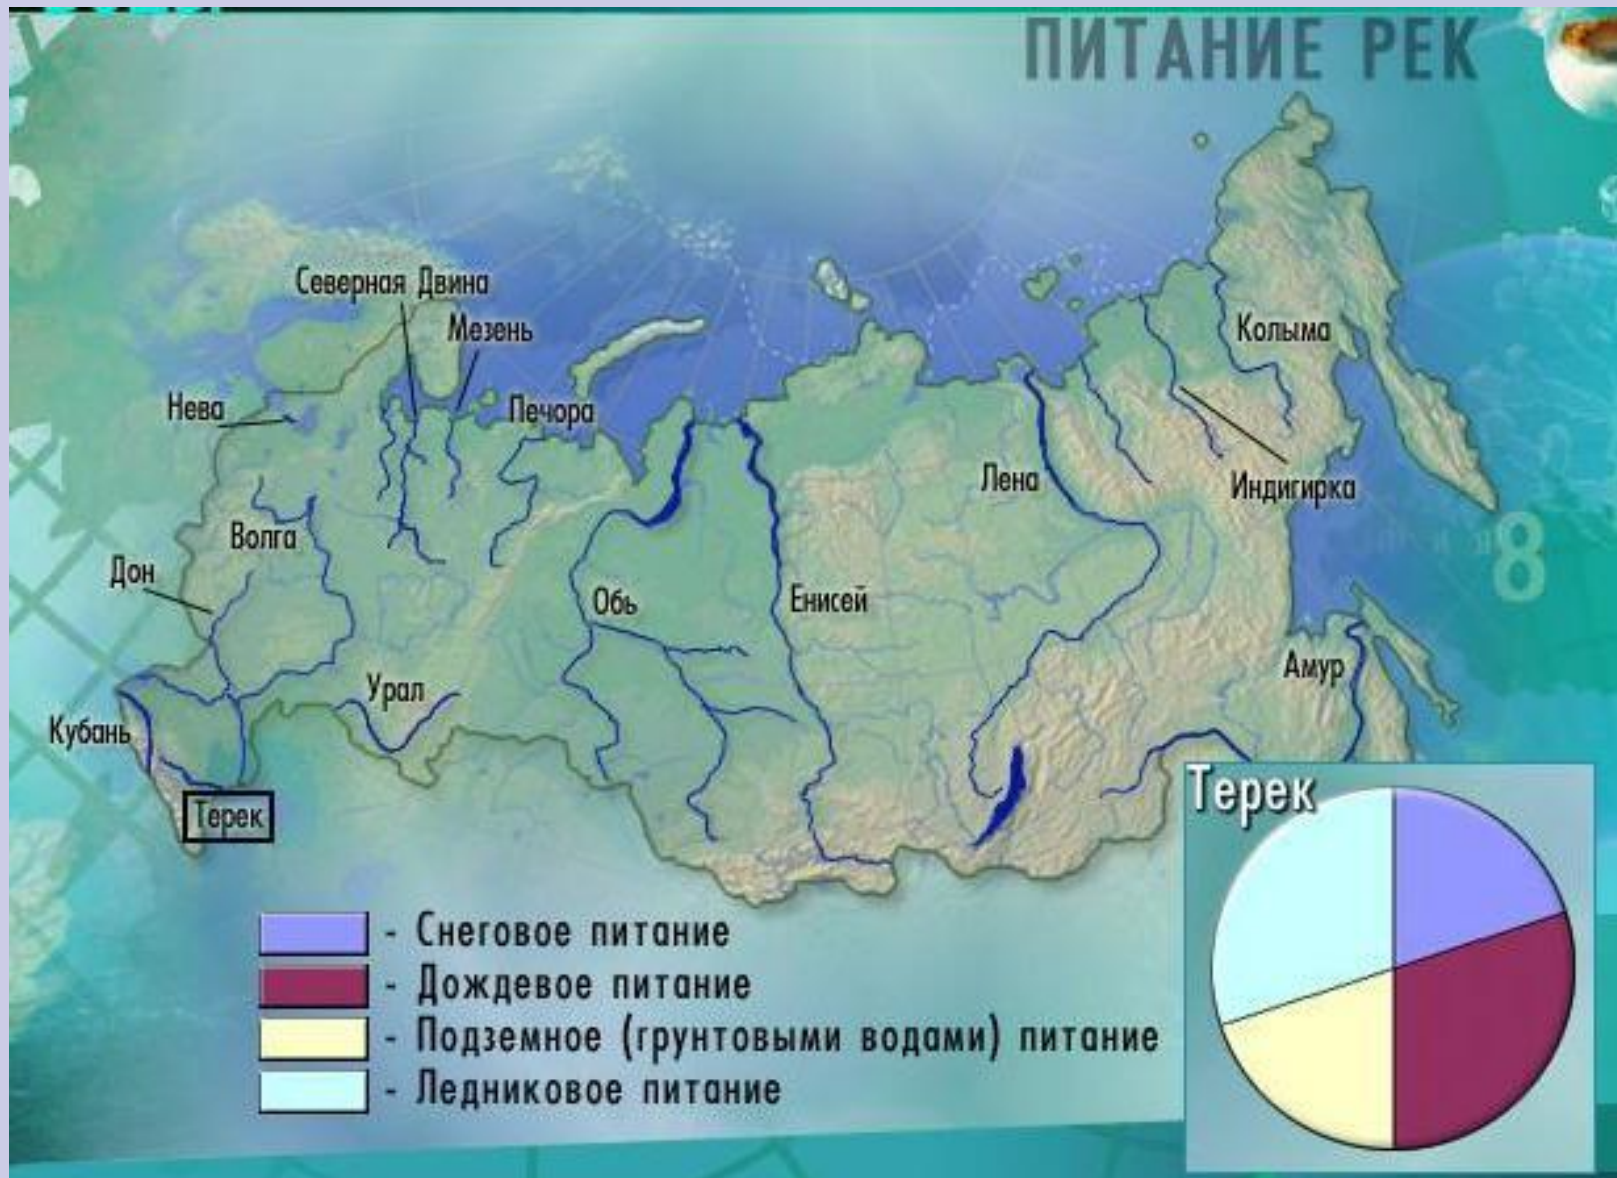 ПИТАНИЕ РЕК
Северная Двина
Мезень
Колыма
Нева
Печора
Лена
Индигирка
Волга
8
Дон
Обь
Енисей
Амур
Урал
Кубань
Терек
Терек
- Снеговое питание
- Дождевое питание
- Подземное (грунтовыми водами) питание
- Ледниковое питание